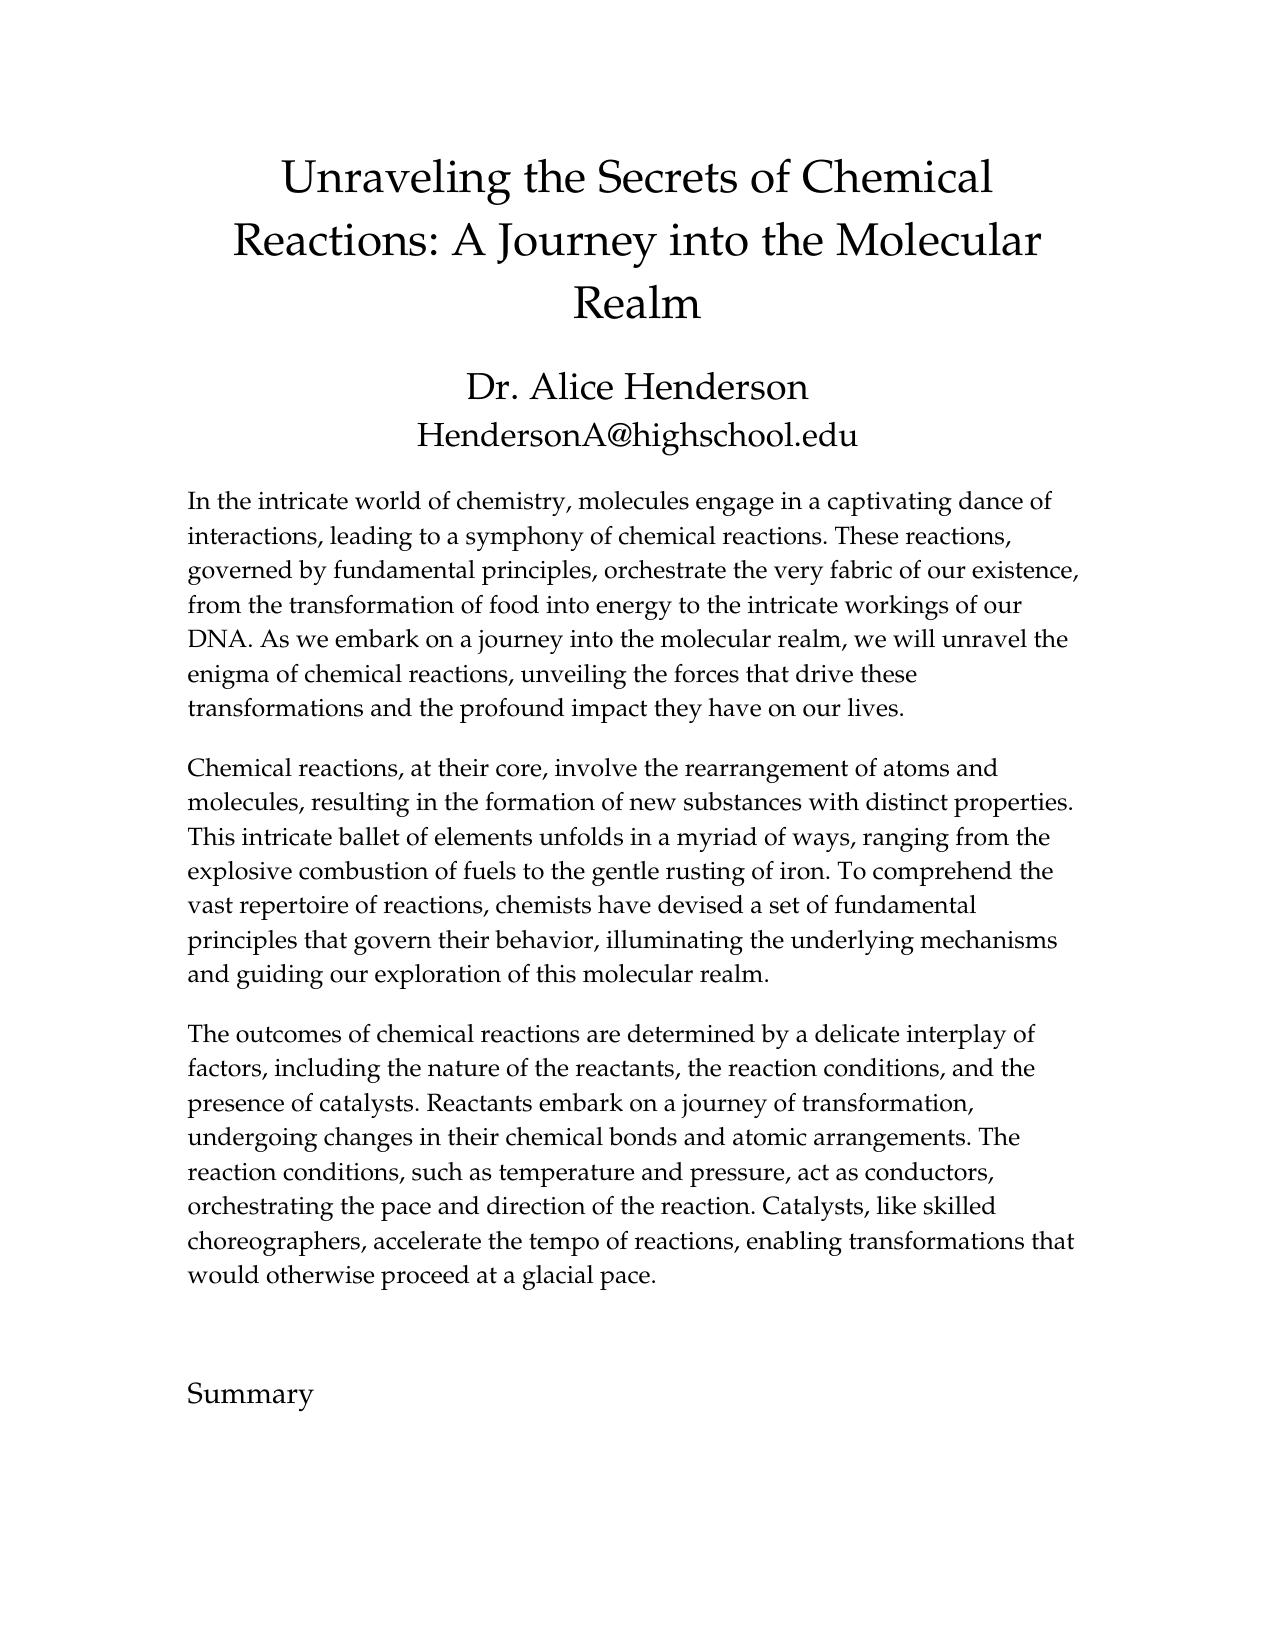 Unraveling the Secrets of Chemical
Reactions: A Journey into the Molecular
Realm
Dr. Alice Henderson
HendersonA@highschool.edu
In the intricate world of chemistry, molecules engage in a captivating dance of
interactions, leading to a symphony of chemical reactions. These reactions,
governed by fundamental principles, orchestrate the very fabric of our existence,
from the transformation of food into energy to the intricate workings of our
DNA. As we embark on a journey into the molecular realm, we will unravel the
enigma of chemical reactions, unveiling the forces that drive these
transformations and the profound impact they have on our lives.
Chemical reactions, at their core, involve the rearrangement of atoms and
molecules, resulting in the formation of new substances with distinct properties.
This intricate ballet of elements unfolds in a myriad of ways, ranging from the
explosive combustion of fuels to the gentle rusting of iron. To comprehend the
vast repertoire of reactions, chemists have devised a set of fundamental
principles that govern their behavior, illuminating the underlying mechanisms
and guiding our exploration of this molecular realm.
The outcomes of chemical reactions are determined by a delicate interplay of
factors, including the nature of the reactants, the reaction conditions, and the
presence of catalysts. Reactants embark on a journey of transformation,
undergoing changes in their chemical bonds and atomic arrangements. The
reaction conditions, such as temperature and pressure, act as conductors,
orchestrating the pace and direction of the reaction. Catalysts, like skilled
choreographers, accelerate the tempo of reactions, enabling transformations that
would otherwise proceed at a glacial pace.
Summary